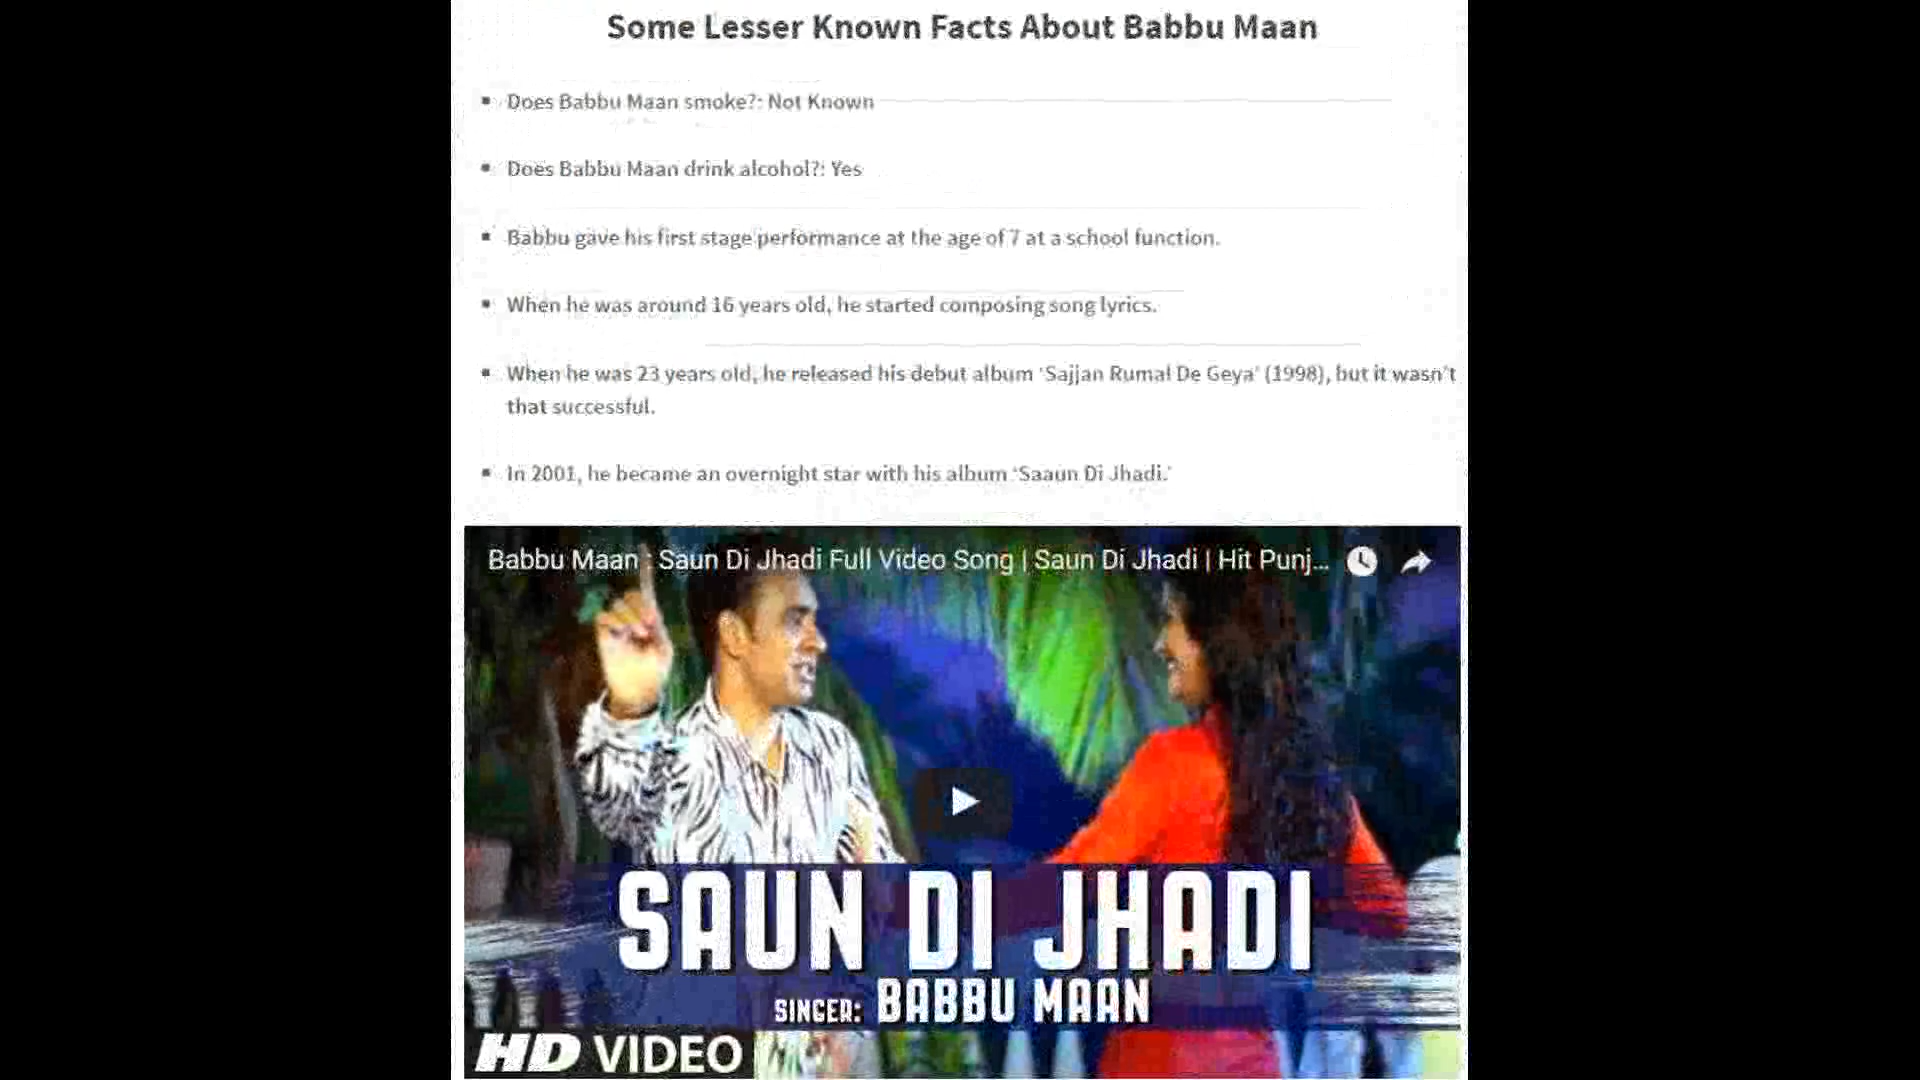 Some Lesser Known Facts About Babbu Maan
Does Babbu Maan smoke?: Not Known
Does Babbu Maan drink alcohol?: Yes
Babbu gave his first stage performance at the age of 7 at a school function.
When he was around 16 years old, he started composing song lyrics.
When he was 23 years old, he released his debut album ‘Sajjan Rumal De Geya’ (1998), but it wasn’t
that successful.
In 2001, he became an overnight star with his album ‘Saaun Di Jhadi.’
Babbu Maan : Saun Di Jhadi Full Video Song | Saun Di Jhadi | Hit Punj...
SAUN DI JHADI
SINGER: BABBU MAAN
HD VIDEO